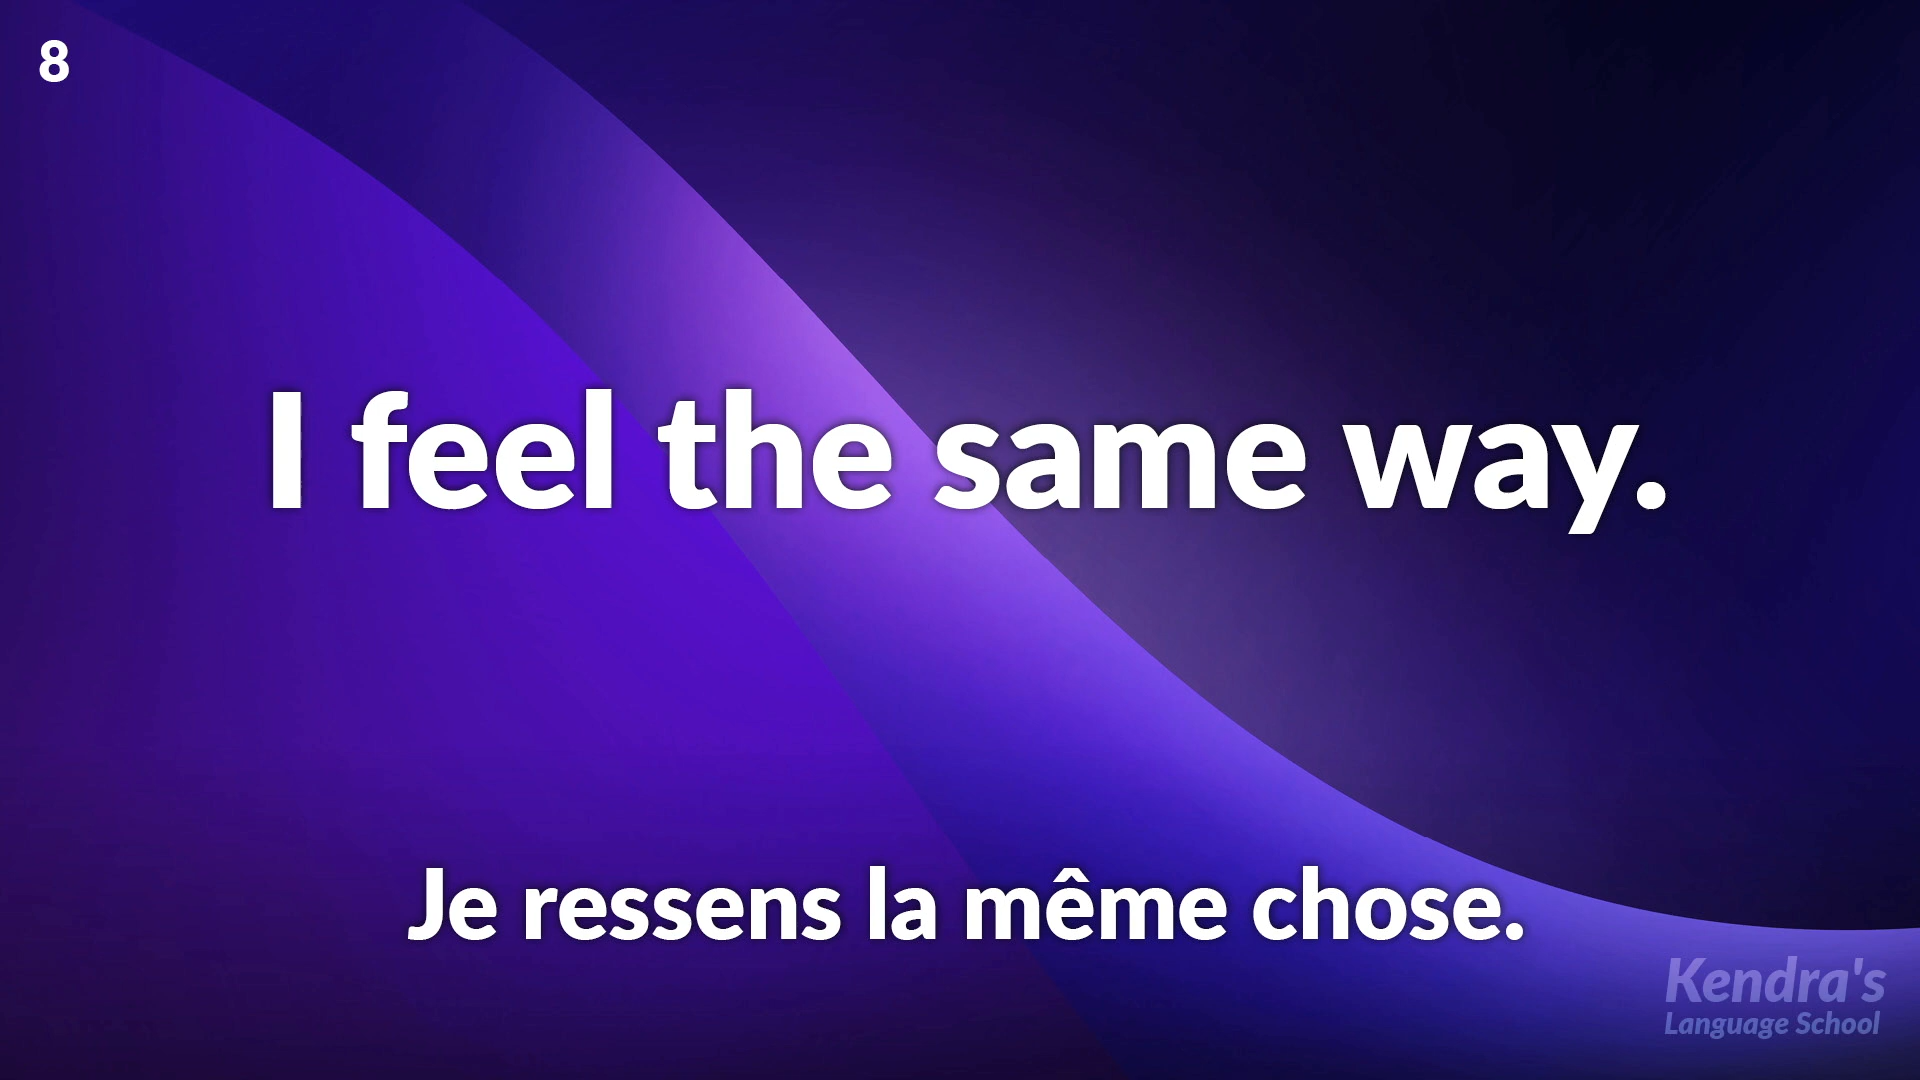 8
I feel the same way.
Je ressens la même chose.
Kendra's
Language School